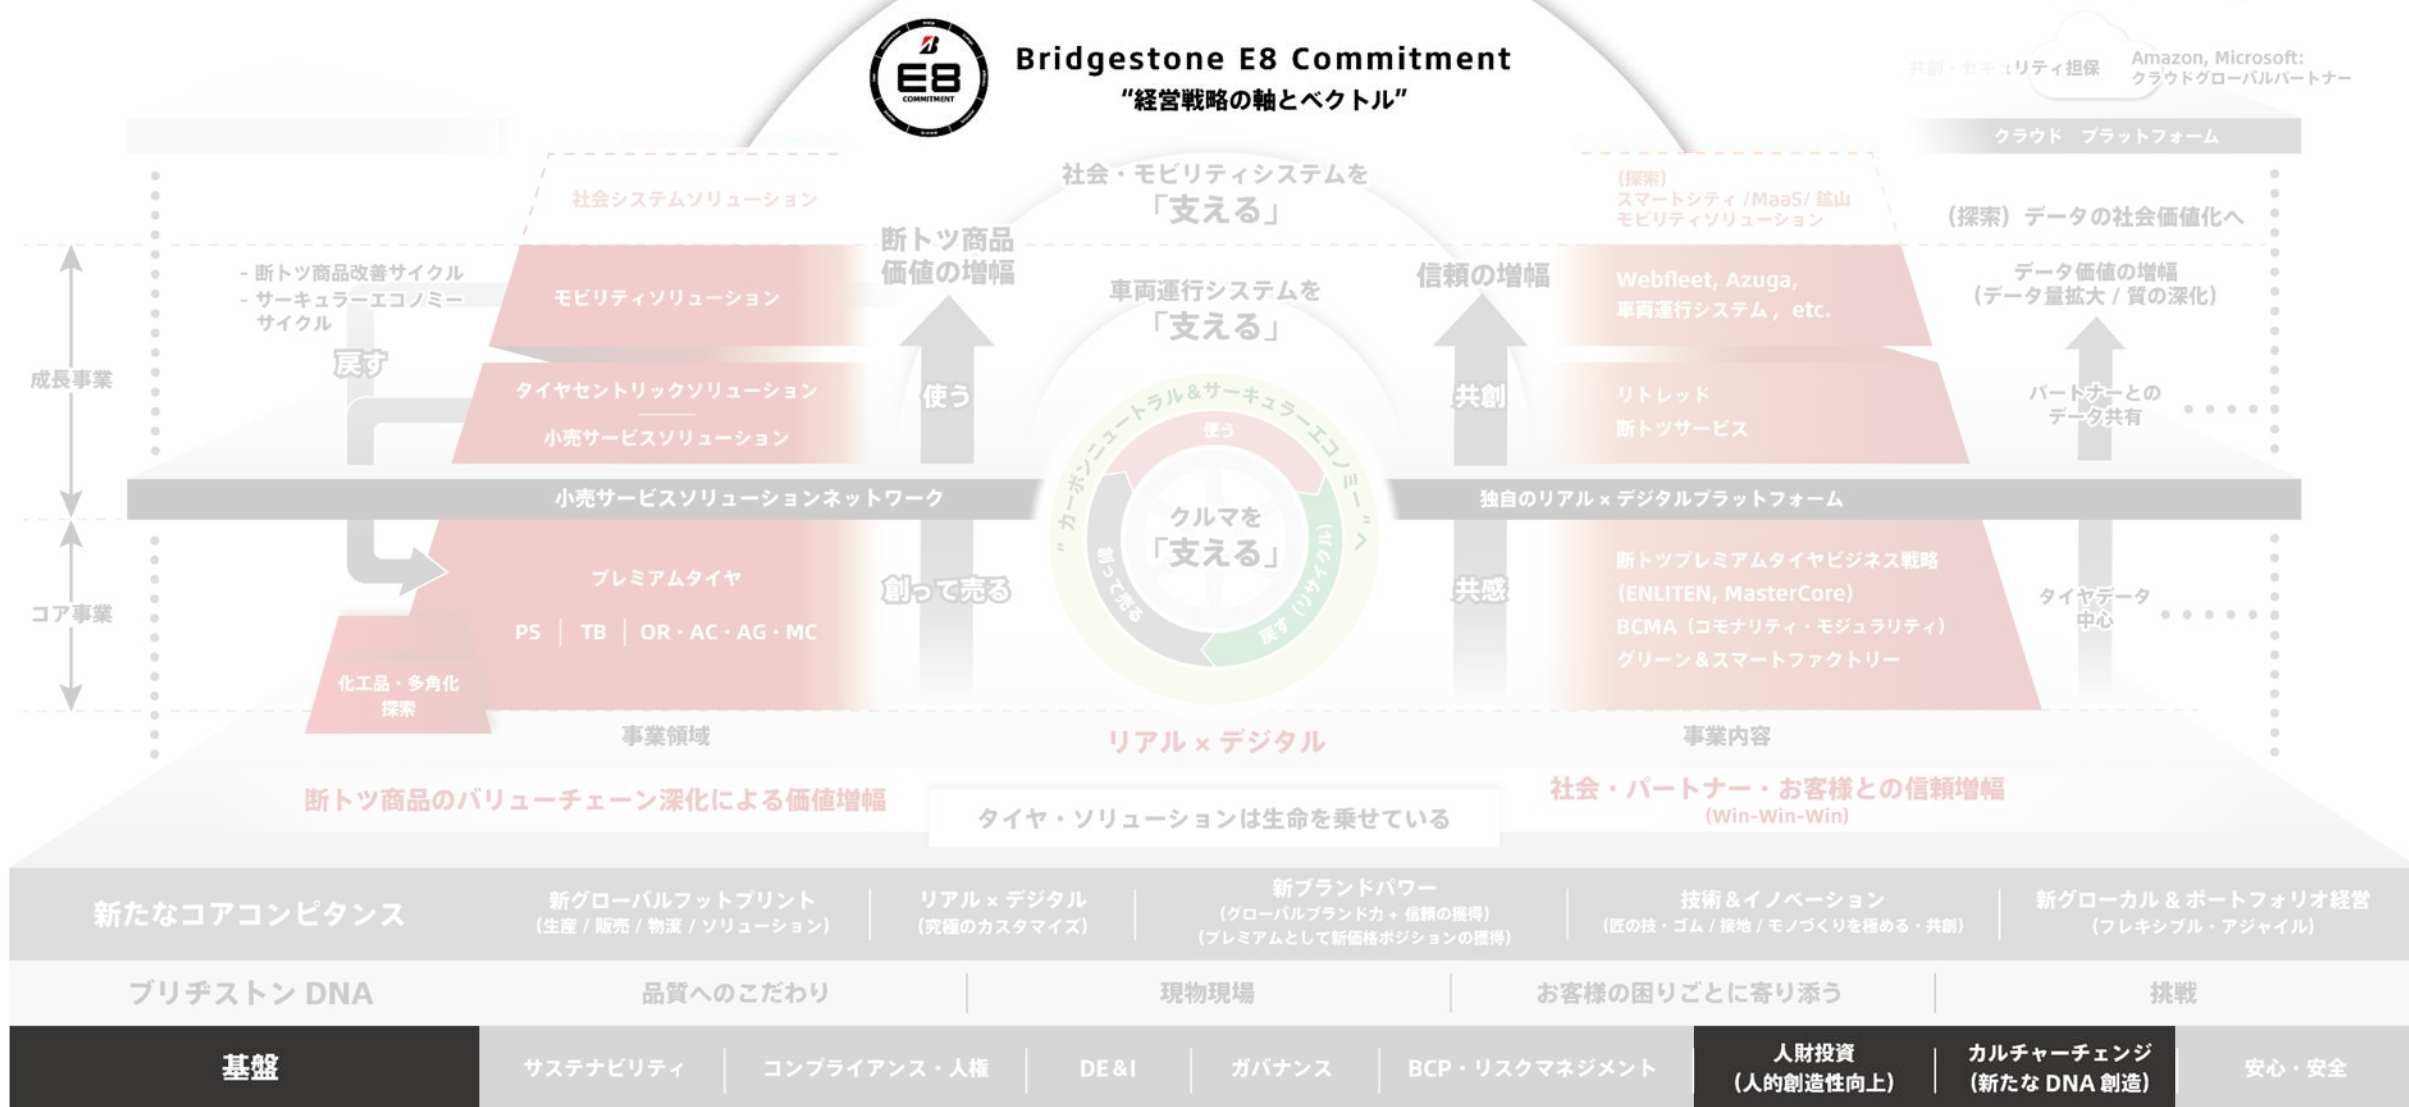 E8
COMMITMENT
Bridgestone E8 Commitment
“経営戦略の軸とベクトル”
共創・セキュリティ担保
Amazon, Microsoft:
クラウドグローバルパートナー
クラウド プラットフォーム
社会システムソリューション
社会・モビリティシステムを
「支える」
(探索)
スマートシティ /MaaS/ 鉱山
モビリティソリューション
(探索) データの社会価値化へ
- 断トツ商品改善サイクル
- サーキュラーエコノミー
サイクル
戻す
モビリティソリューション
断トツ商品
価値の増幅
車両運行システムを
「支える」
信頼の増幅
Webfleet, Azuga,
車両運行システム , etc.
データ価値の増幅
(データ量拡大 / 質の深化)
成長事業
タイヤセントリックソリューション
小売サービスソリューション
使う
共創
リトレッド
断トツサービス
パートナーとの
データ共有
小売サービスソリューションネットワーク
独自のリアル × デジタルプラットフォーム
"カーボンニュートラル&サーキュラーエコノミー"へ
使う
創って売る
戻す (リサイクル)
クルマを
「支える」
コア事業
プレミアムタイヤ
PS | TB | OR・AC・AG・MC
化工品・多角化
探索
創って売る
共感
断トツプレミアムタイヤビジネス戦略
(ENLITEN, MasterCore)
BCMA (コモナリティ・モジュラリティ)
グリーン&スマートファクトリー
タイヤデータ
中心
事業領域
リアル × デジタル
事業内容
断トツ商品のバリューチェーン深化による価値増幅
タイヤ・ソリューションは生命を乗せている
社会・パートナー・お客様との信頼増幅
(Win-Win-Win)
新たなコアコンピタンス
新グローバルフットプリント
(生産 / 販売 / 物流 / ソリューション)
リアル × デジタル
(究極のカスタマイズ)
新ブランドパワー
(グローバルブランド力 + 信頼の獲得)
(プレミアムとして新価格ポジションの獲得)
技術&イノベーション
(匠の技・ゴム / 接地 / モノづくりを極める・共創)
新グローカル & ポートフォリオ経営
(フレキシブル・アジャイル)
ブリヂストン DNA
品質へのこだわり
現物現場
お客様の困りごとに寄り添う
挑戦
基盤
サステナビリティ
コンプライアンス・人権
DE&I
ガバナンス
BCP・リスクマネジメント
人財投資
(人的創造性向上)
カルチャーチェンジ
(新たな DNA 創造)
安心・安全